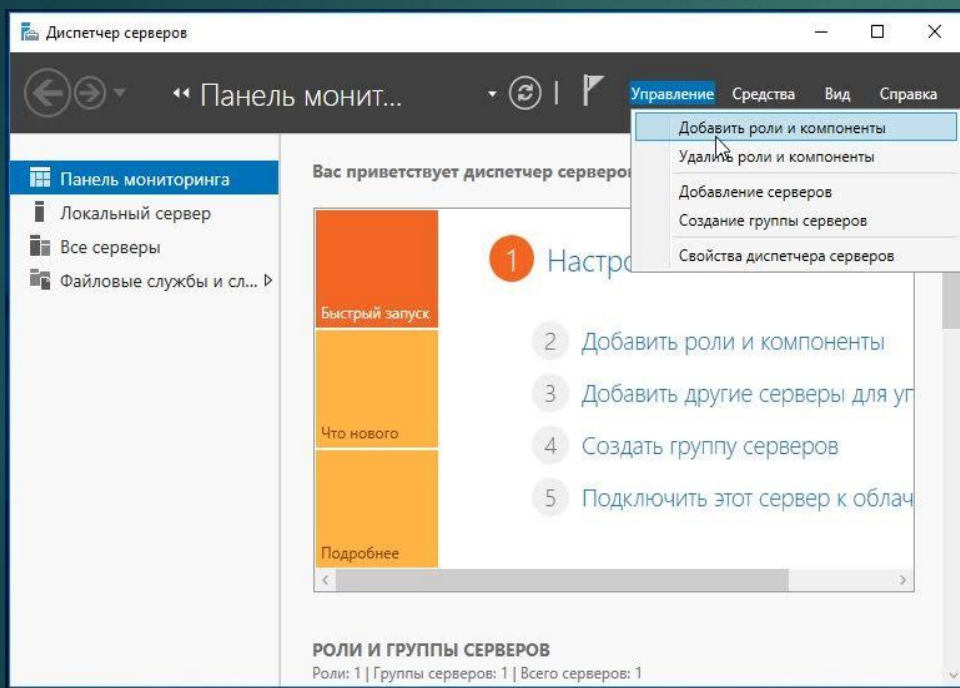 Диспетчер серверов
Панель монит...
Управление Средства Вид Справка
Добавить роли и компоненты
Удалить роли и компоненты
Добавление серверов
Создание группы серверов
Свойства диспетчера серверов
Панель мониторинга
Локальный сервер
Все серверы
Файловые службы и сл...
Вас приветствует диспетчер серверо
Быстрый запуск
Что нового
Подробнее
1 Настро
2 Добавить роли и компоненты
3 Добавить другие серверы для уп
4 Создать группу серверов
5 Подключить этот сервер к облач
РОЛИ И ГРУППЫ СЕРВЕРОВ
Роли: 1 | Группы серверов: 1 | Всего серверов: 1